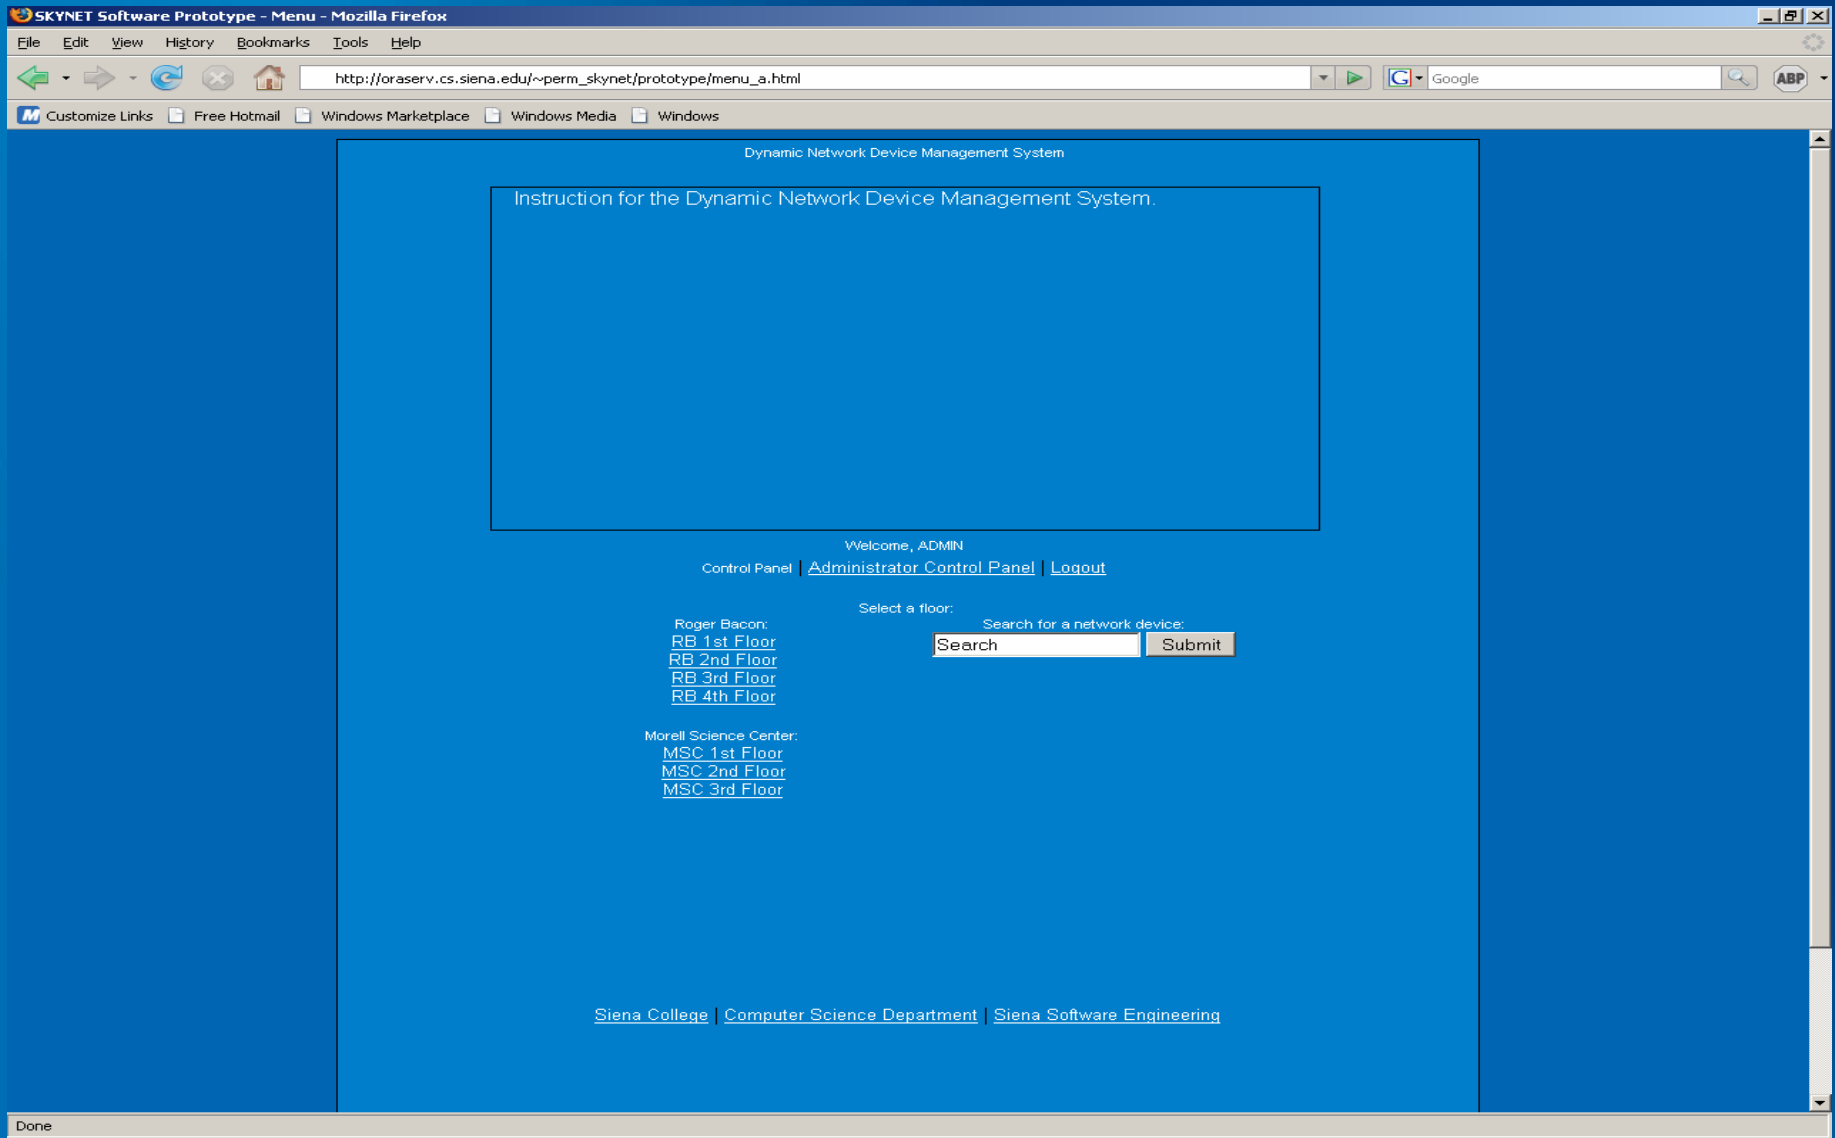 SKYNET Software Prototype - Menu - Mozilla Firefox
File Edit View History Bookmarks Tools Help
http://oraserv.cs.siena.edu/~perm_skynet/prototype/menu_a.html G Google ABP
Customize Links Free Hotmail Windows Marketplace Windows Media Windows
Dynamic Network Device Management System
Instruction for the Dynamic Network Device Management System.
Welcome, ADMIN
Control Panel | Administrator Control Panel | Logout
Select a floor:
Roger Bacon: Search for a network device:
RB 1st Floor Search Submit
RB 2nd Floor
RB 3rd Floor
RB 4th Floor
Morell Science Center:
MSC 1st Floor
MSC 2nd Floor
MSC 3rd Floor
Siena College | Computer Science Department | Siena Software Engineering
Done